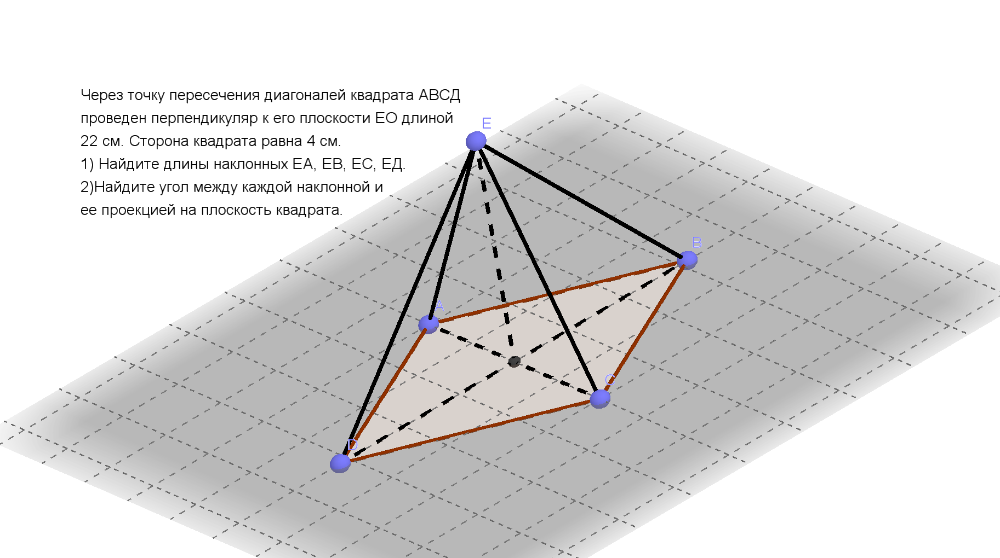 Через точку пересечения диагоналей квадрата АВСД
проведен перпендикуляр к его плоскости ЕО длиной
22 см. Сторона квадрата равна 4 см.
1) Найдите длины наклонных ЕА, ЕВ, ЕС, ЕД.
2)Найдите угол между каждой наклонной и
ее проекцией на плоскость квадрата.
E
B
A
C
D